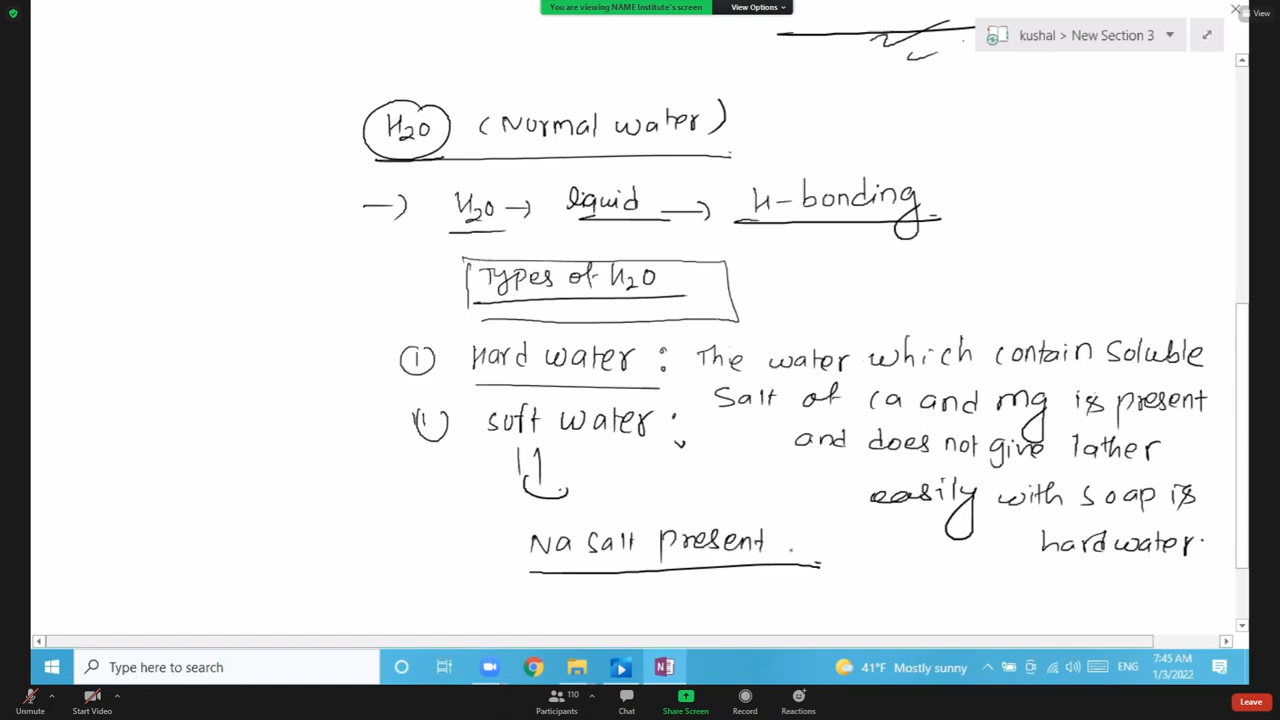 You are viewing NAME Institute's screen
View Options
View
kushal > New Section 3
H2O (Normal water)
→ H2O → liquid → H-bonding
Types of H2O
(i) Hard water : The water which contain soluble
salt of ca and mg is present
(ii) soft water :
and does not give lather
easily with soap is
hard water.
Na salt present.
Type here to search
41°F Mostly sunny
ENG
7:45 AM
1/3/2022
Unmute
Start Video
110
Participants
Chat
Share Screen
Record
Reactions
Leave